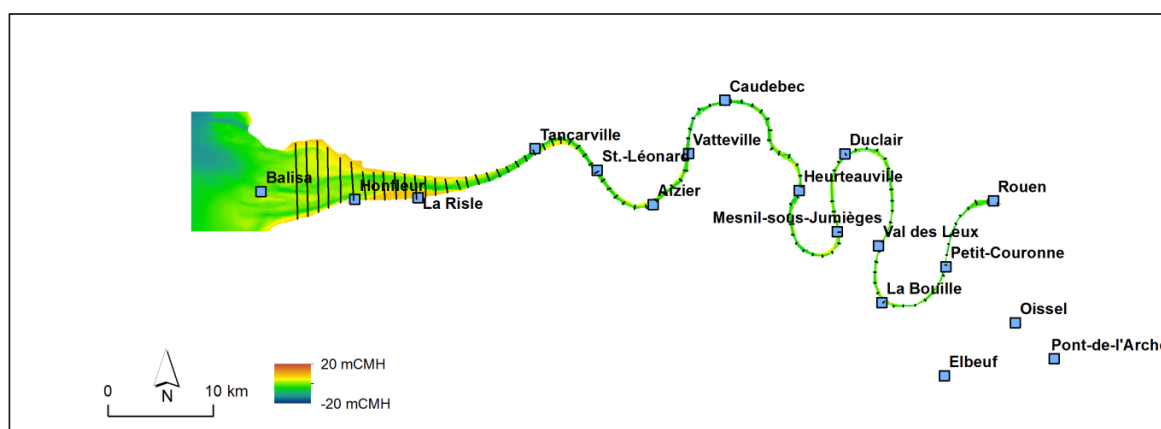 Caudebec
Tancarville
Vatteville
Duclair
St.-Léonard
Balisa
Honfleur
Heurteauville
Rouen
Aizier
La Risle
Mesnil-sous-Jumièges
Val des Leux
Petit-Couronne
La Bouille
Oissel
Pont-de-l'Arche
Elbeuf
20 mCMH
-20 mCMH
0 10 km
N